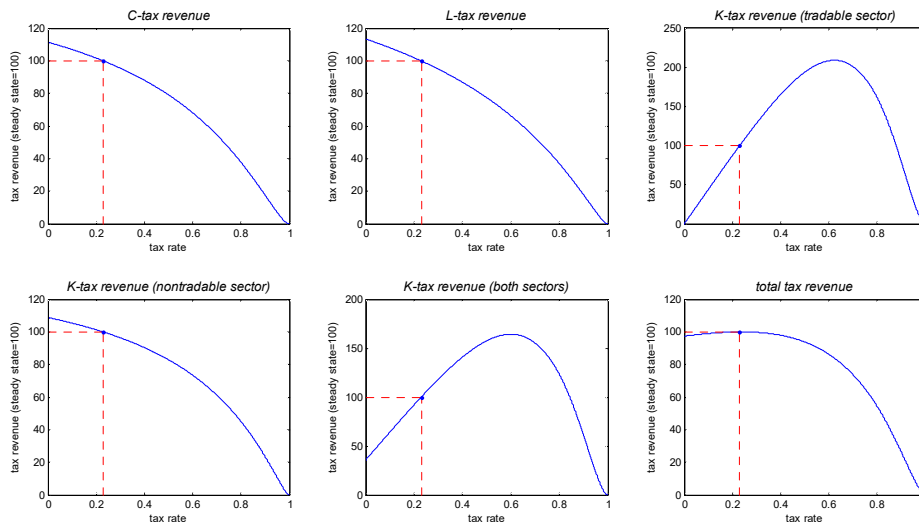 C-tax revenue
120
100
80
60
40
20
0
tax revenue (steady state=100)
0 0.2 0.4 0.6 0.8 1
tax rate
L-tax revenue
120
100
80
60
40
20
0
tax revenue (steady state=100)
0 0.2 0.4 0.6 0.8 1
tax rate
K-tax revenue (tradable sector)
250
200
150
100
50
0
tax revenue (steady state=100)
0 0.2 0.4 0.6 0.8
tax rate
K-tax revenue (nontradable sector)
120
100
80
60
40
20
0
tax revenue (steady state=100)
0 0.2 0.4 0.6 0.8 1
tax rate
K-tax revenue (both sectors)
200
150
100
50
0
tax revenue (steady state=100)
0 0.2 0.4 0.6 0.8 1
tax rate
total tax revenue
120
100
80
60
40
20
0
tax revenue (steady state=100)
0 0.2 0.4 0.6 0.8
tax rate